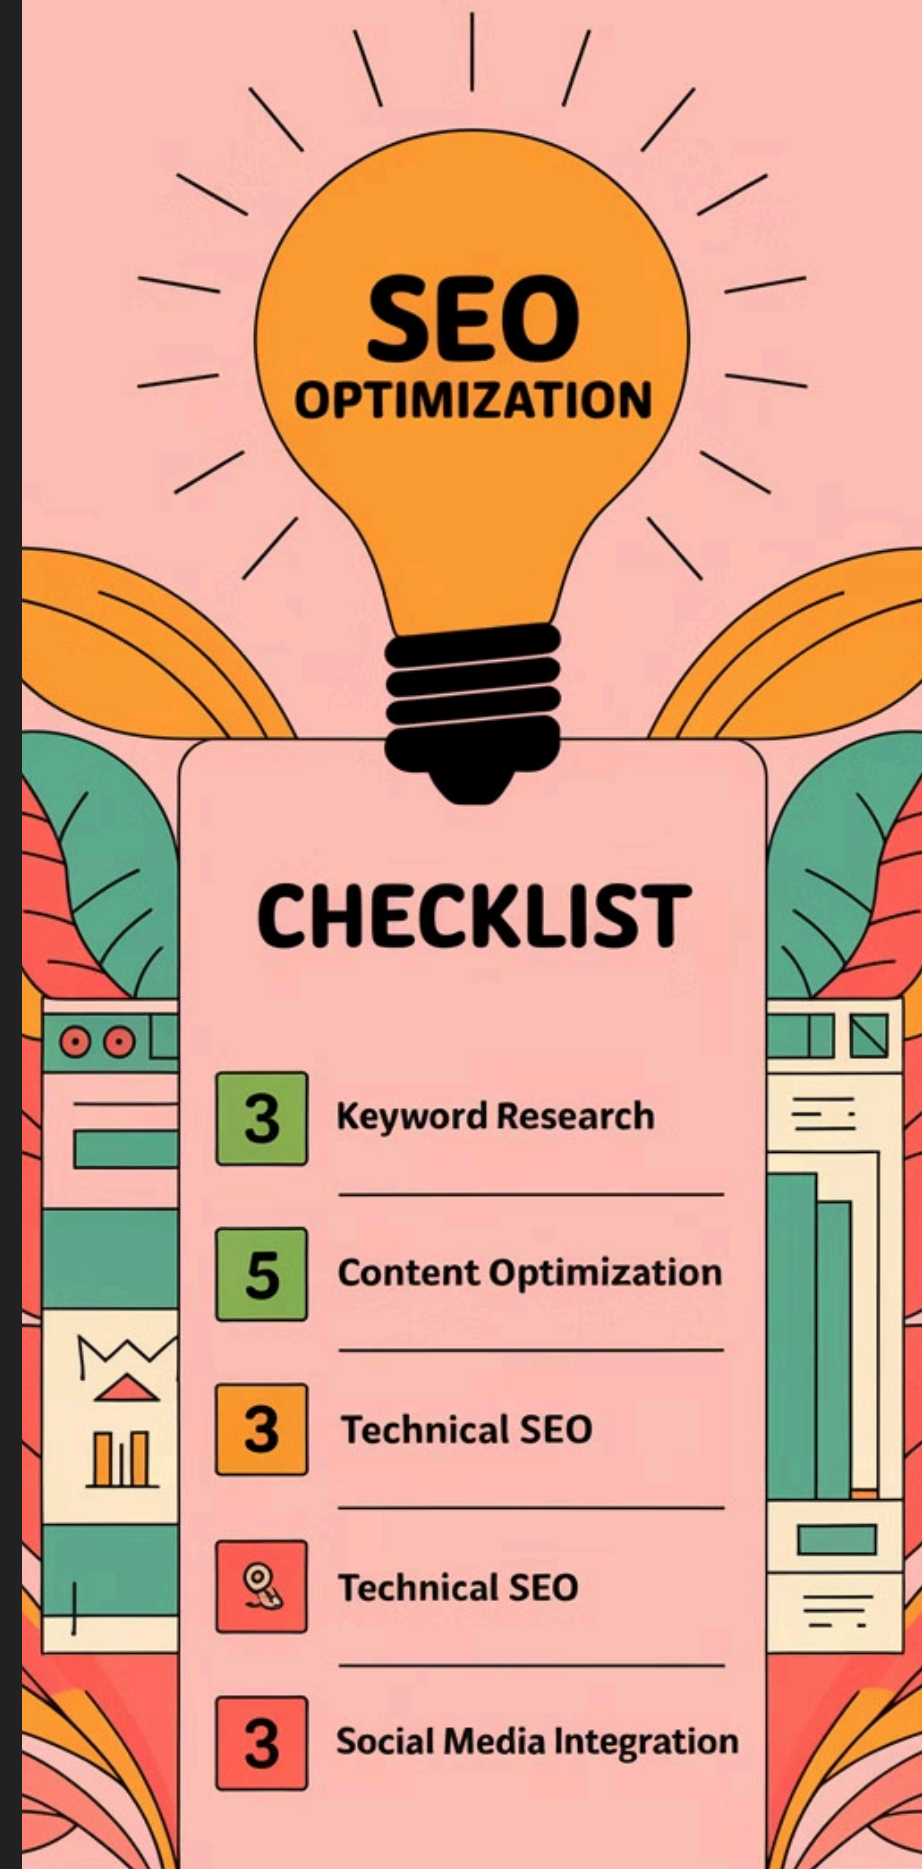 SEO
OPTIMIZATION
CHECKLIST
3 Keyword Research
5 Content Optimization
3 Technical SEO
Technical SEO
3 Social Media Integration